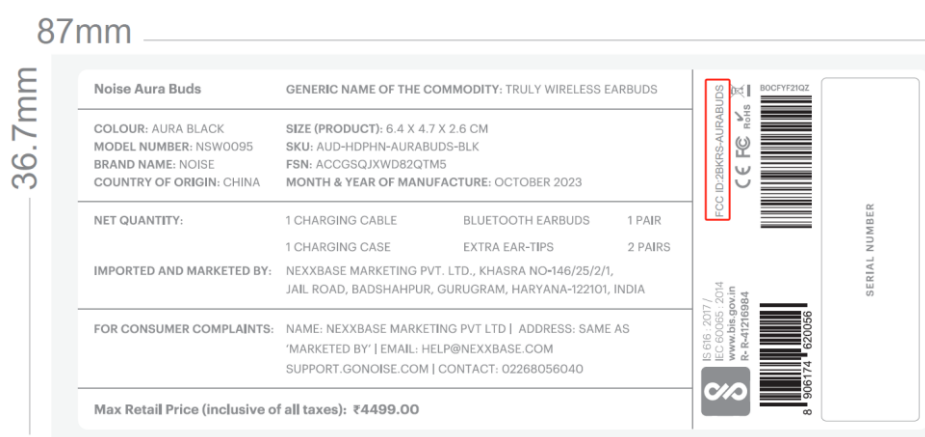 87mm
36.7mm
Noise Aura Buds
GENERIC NAME OF THE COMMODITY: TRULY WIRELESS EARBUDS
COLOUR: AURA BLACK
MODEL NUMBER: NSW0095
BRAND NAME: NOISE
COUNTRY OF ORIGIN: CHINA
SIZE (PRODUCT): 6.4 X 4.7 X 2.6 CM
SKU: AUD-HDPHN-AURABUDS-BLK
FSN: ACCGSQJXWD82QTM5
MONTH & YEAR OF MANUFACTURE: OCTOBER 2023
NET QUANTITY: 1 CHARGING CABLE BLUETOOTH EARBUDS 1 PAIR
1 CHARGING CASE EXTRA EAR-TIPS 2 PAIRS
IMPORTED AND MARKETED BY: NEXXBASE MARKETING PVT. LTD., KHASRA NO-146/25/2/1,
JAIL ROAD, BADSHAHPUR, GURUGRAM, HARYANA-122101, INDIA
FOR CONSUMER COMPLAINTS: NAME: NEXXBASE MARKETING PVT LTD | ADDRESS: SAME AS
'MARKETED BY' | EMAIL: HELP@NEXXBASE.COM
SUPPORT.GONOISE.COM | CONTACT: 02268056040
Max Retail Price (inclusive of all taxes): ₹4499.00
FCC ID:2BKRS-AURABUDS
CE FC RoHS
B0CFYF21QZ
IS 616 : 2017 /
IEC 60065 : 2014
www.bis.gov.in
R- R-41216984
8 906174 620056
SERIAL NUMBER